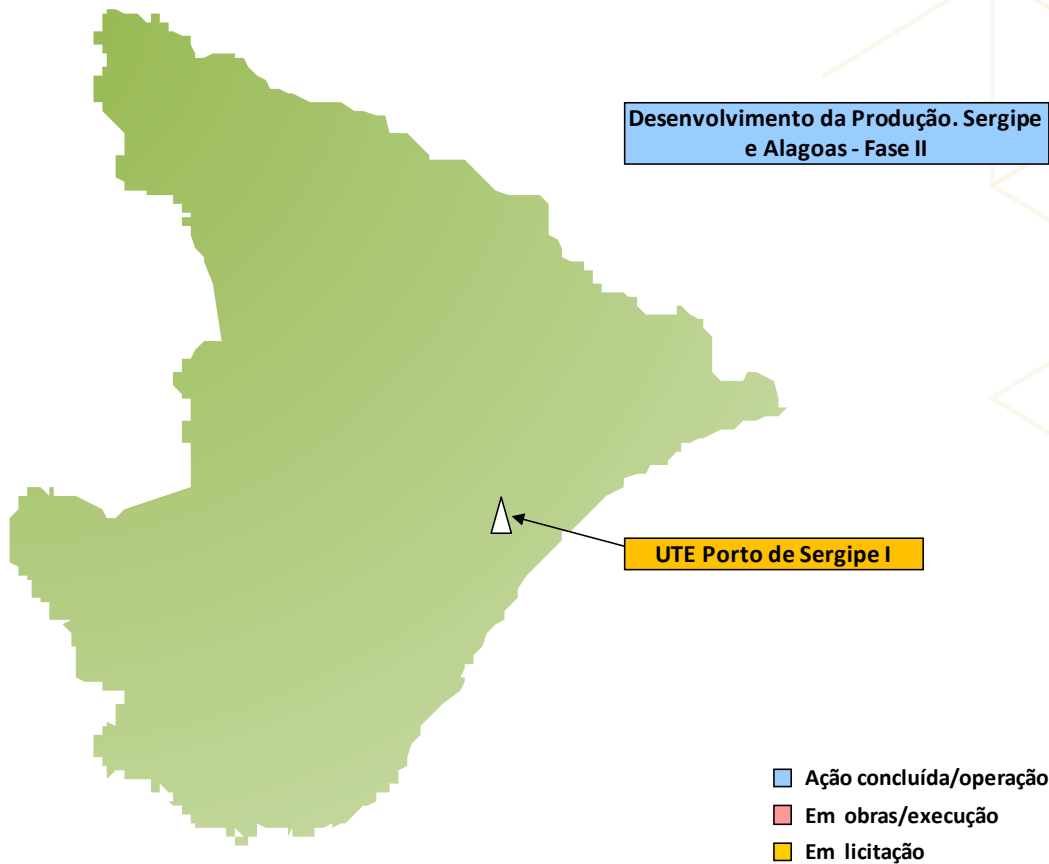 Desenvolvimento da Produção. Sergipe
e Alagoas - Fase II
UTE Porto de Sergipe I
Ação concluída/operação
Em obras/execução
Em licitação